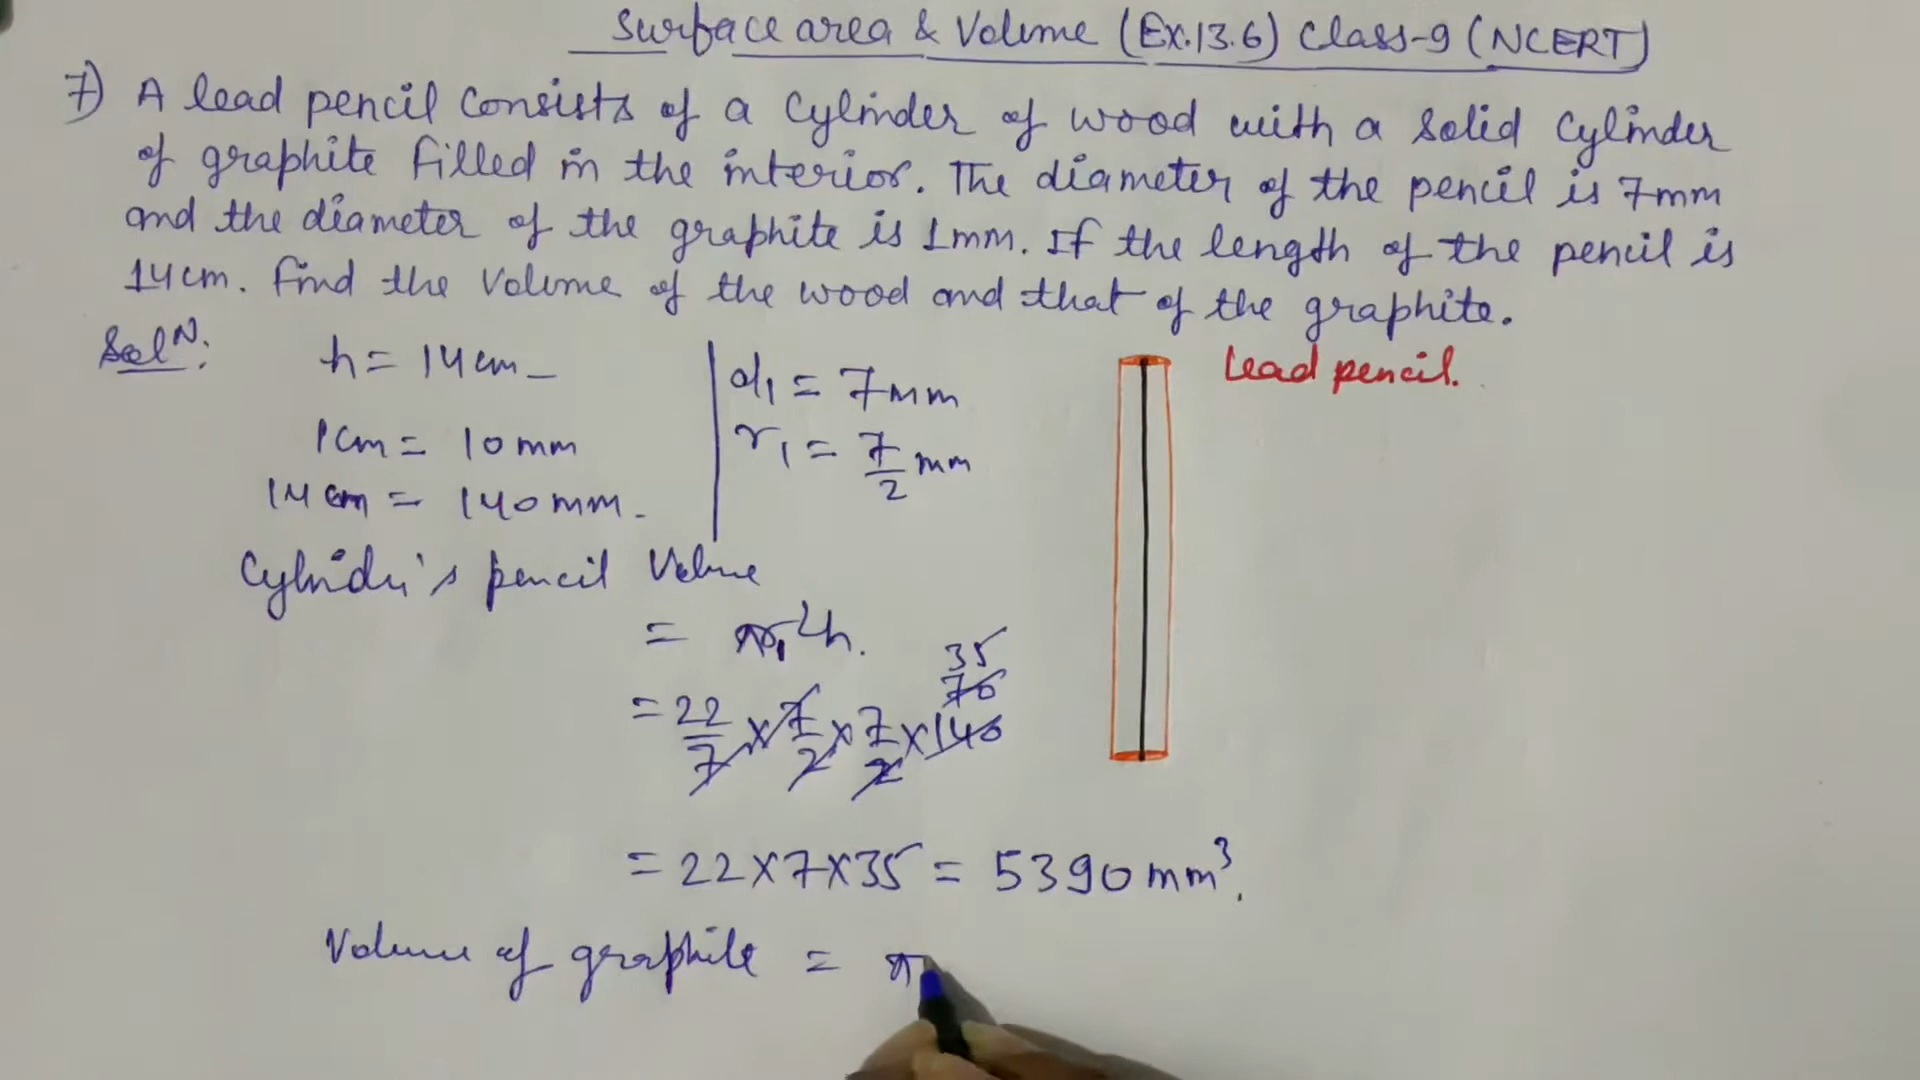 Surface area & Volume (Ex.13.6) Class-9 (NCERT)
7) A lead pencil consists of a cylinder of wood with a solid cylinder
of graphite filled in the interior. The diameter of the pencil is 7mm
and the diameter of the graphite is 1mm. If the length of the pencil is
14cm. find the volume of the wood and that of the graphite.
Solᴺ:
h = 14cm
1cm = 10mm
14cm = 140mm.
d₁ = 7mm
r₁ = 7/2 mm
Lead pencil.
Cylinder's pencil Volume
= πr₁²h.
35
70
= 22/7 × 7/2 × 7/2 × 140
= 22×7×35 = 5390mm³.
Volume of graphite = π